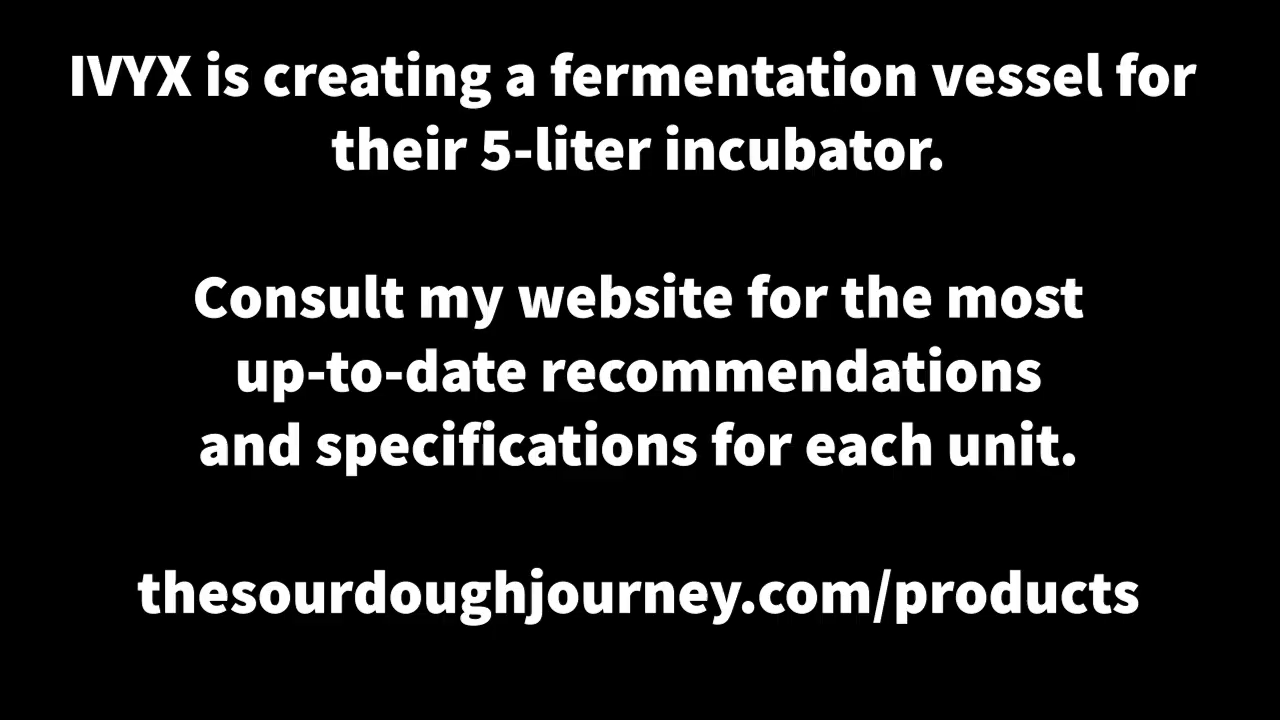 IVYX is creating a fermentation vessel for
their 5-liter incubator.
Consult my website for the most
up-to-date recommendations
and specifications for each unit.
thesourdoughjourney.com/products